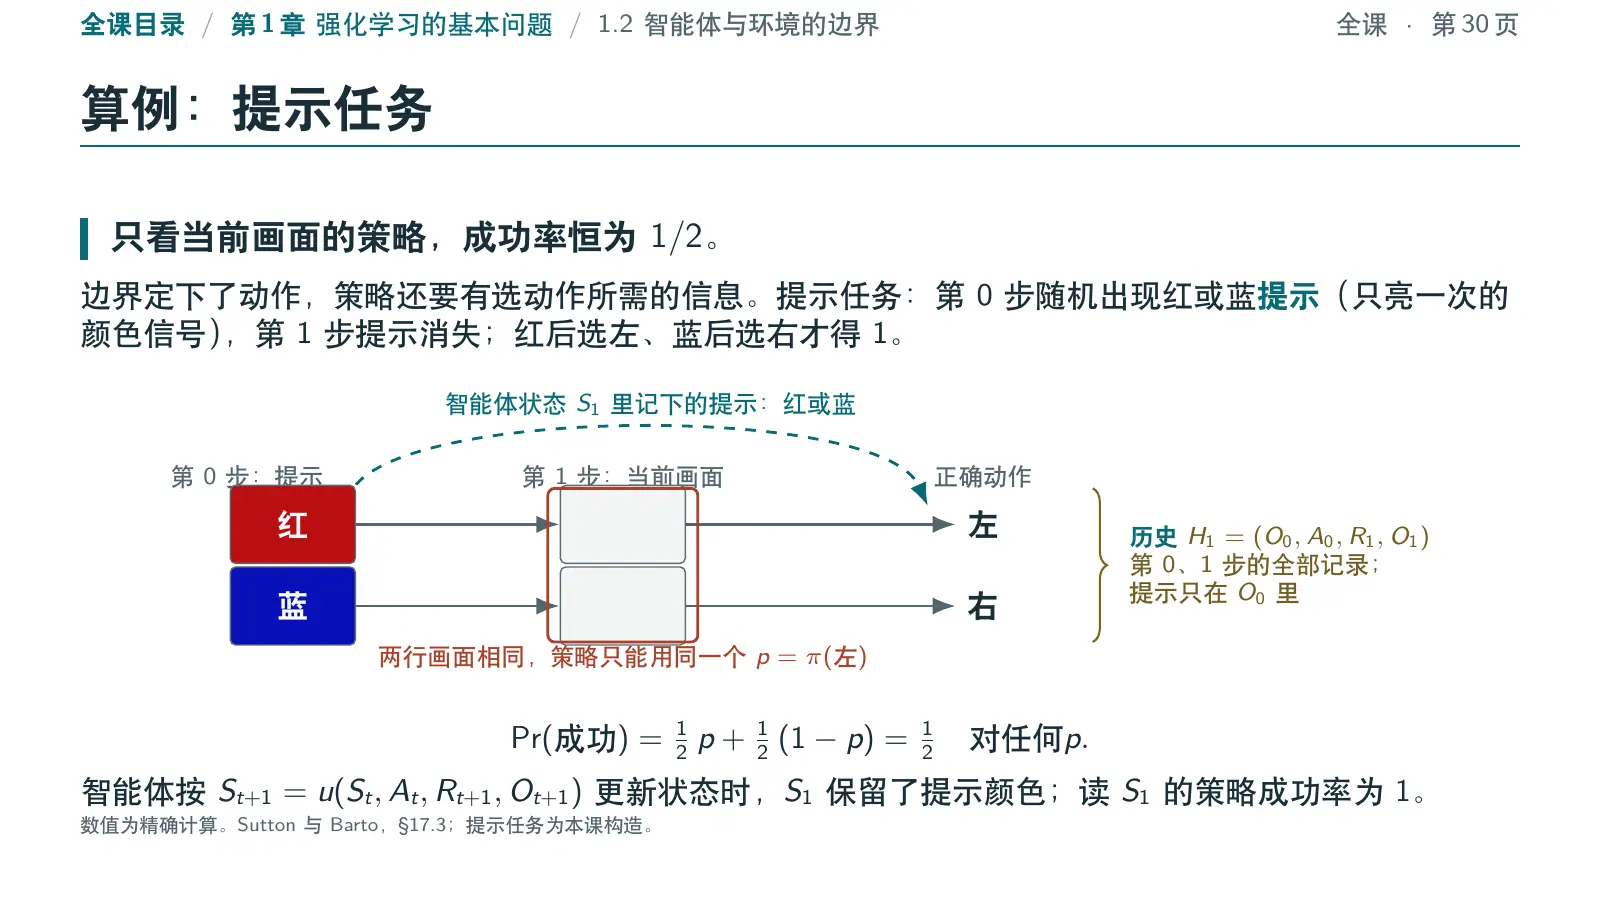 全课目录 / 第1章 强化学习的基本问题 / 1.2 智能体与环境的边界 全课 · 第30页
算例：提示任务
只看当前画面的策略，成功率恒为 1/2。
边界定下了动作，策略还要有选动作所需的信息。提示任务：第 0 步随机出现红或蓝提示（只亮一次的
颜色信号），第 1 步提示消失；红后选左、蓝后选右才得 1。
智能体状态 S₁ 里记下的提示：红或蓝
第 0 步：提示 第 1 步：当前画面 正确动作
红 左
蓝 右
历史 H₁ = (O₀, A₀, R₁, O₁)
第 0、1 步的全部记录；
提示只在 O₀ 里
两行画面相同，策略只能用同一个 p = π(左)
Pr(成功) = 1/2 p + 1/2 (1 − p) = 1/2 对任何p.
智能体按 Sₜ₊₁ = u(Sₜ, Aₜ, Rₜ₊₁, Oₜ₊₁) 更新状态时，S₁ 保留了提示颜色；读 S₁ 的策略成功率为 1。
数值为精确计算。Sutton 与 Barto，§17.3；提示任务为本课构造。